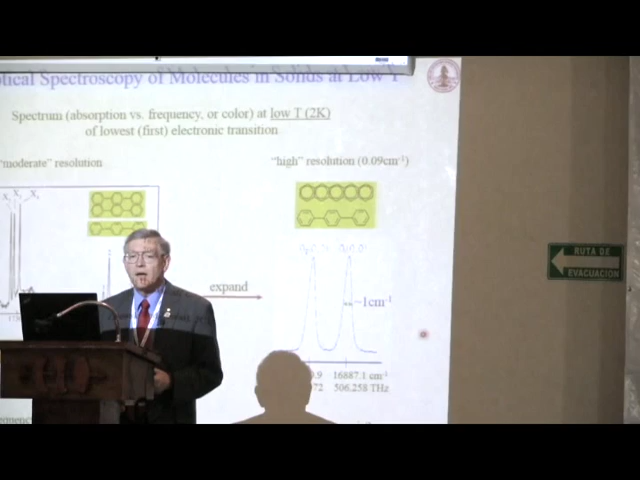 Spectroscopy of Molecules in Solids at Low T
Spectrum (absorption vs. frequency, or color) at low T (2K)
of lowest (first) electronic transition
"moderate" resolution
"high" resolution (0.09cm⁻¹)
expand
~1cm⁻¹
16887.1 cm⁻¹
506.258 THz
RUTA DE
EVACUACIÓN